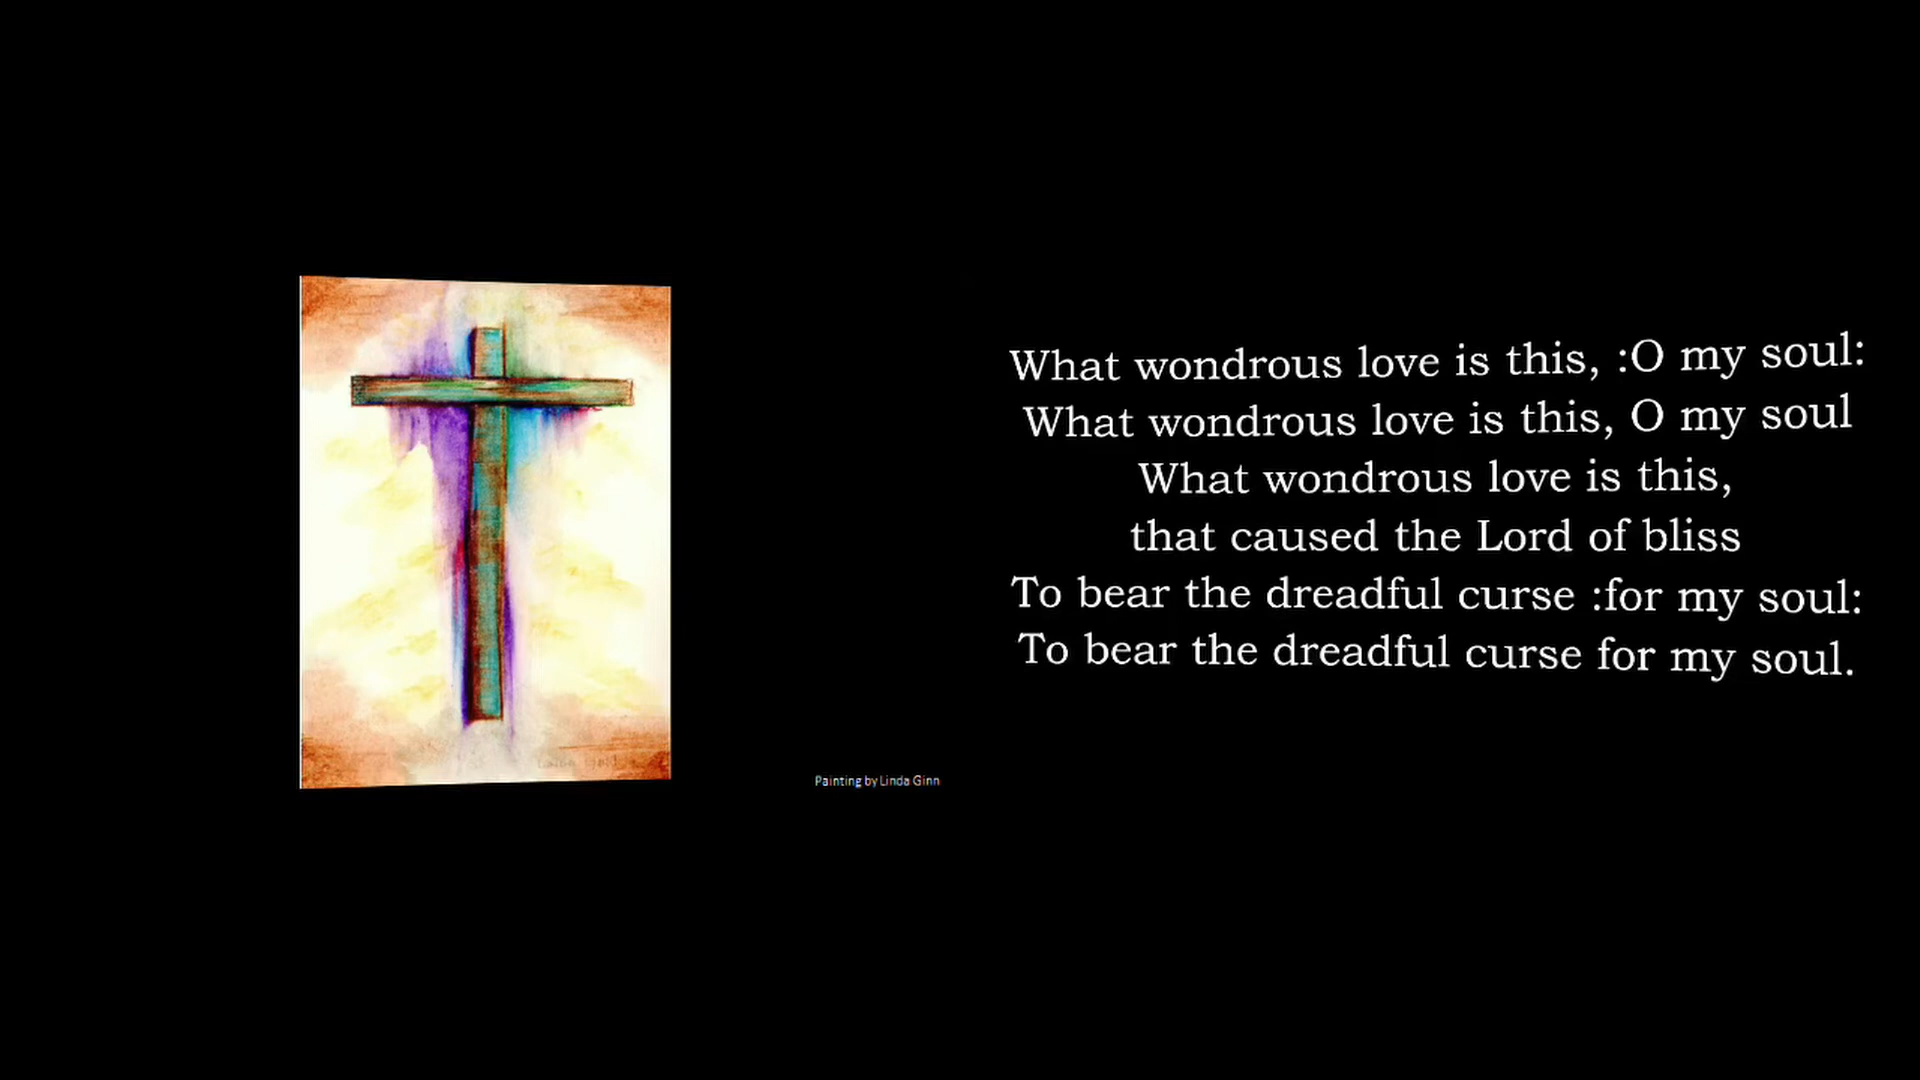 What wondrous love is this, :O my soul:
What wondrous love is this, O my soul
What wondrous love is this,
that caused the Lord of bliss
To bear the dreadful curse :for my soul:
To bear the dreadful curse for my soul.
Painting by Linda Ginn